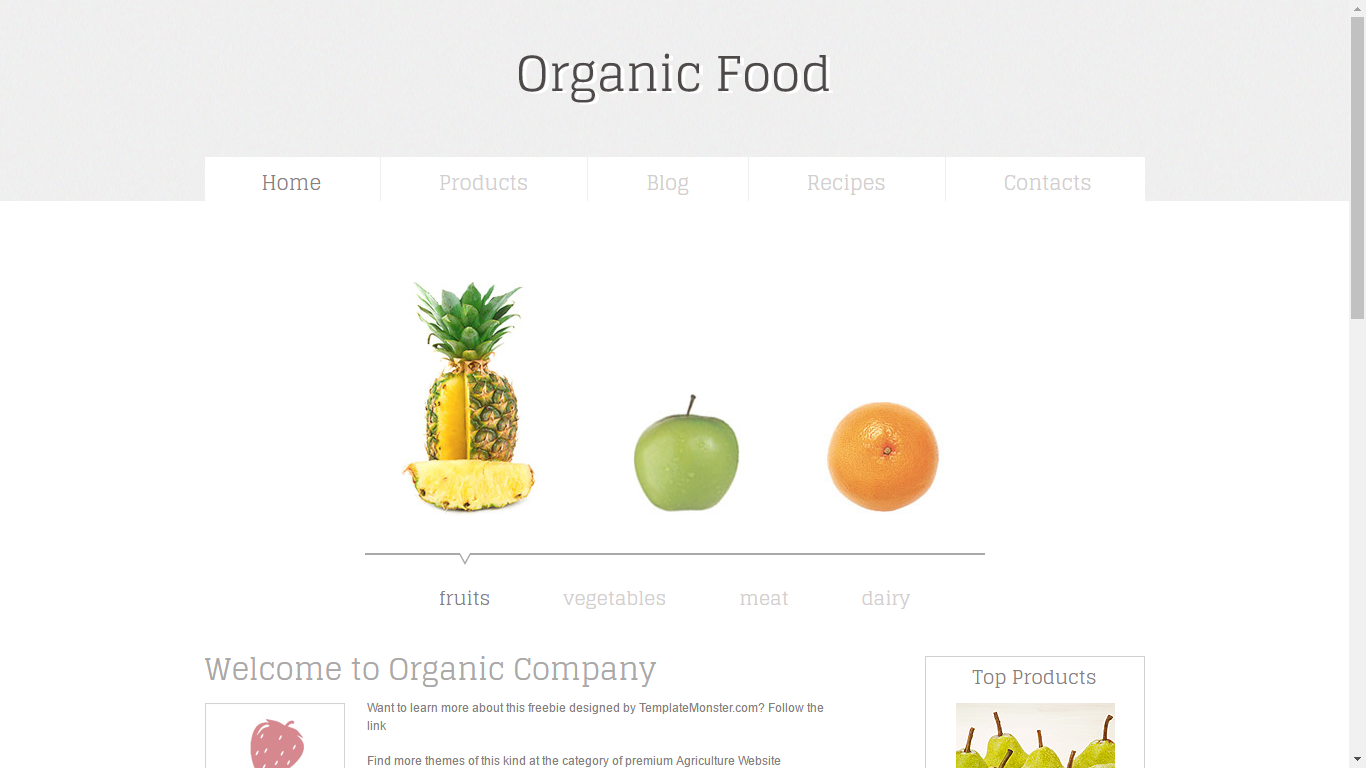 Organic Food
Home
Products
Blog
Recipes
Contacts
fruits
vegetables
meat
dairy
Welcome to Organic Company
Want to learn more about this freebie designed by TemplateMonster.com? Follow the
link
Find more themes of this kind at the category of premium Agriculture Website
Top Products